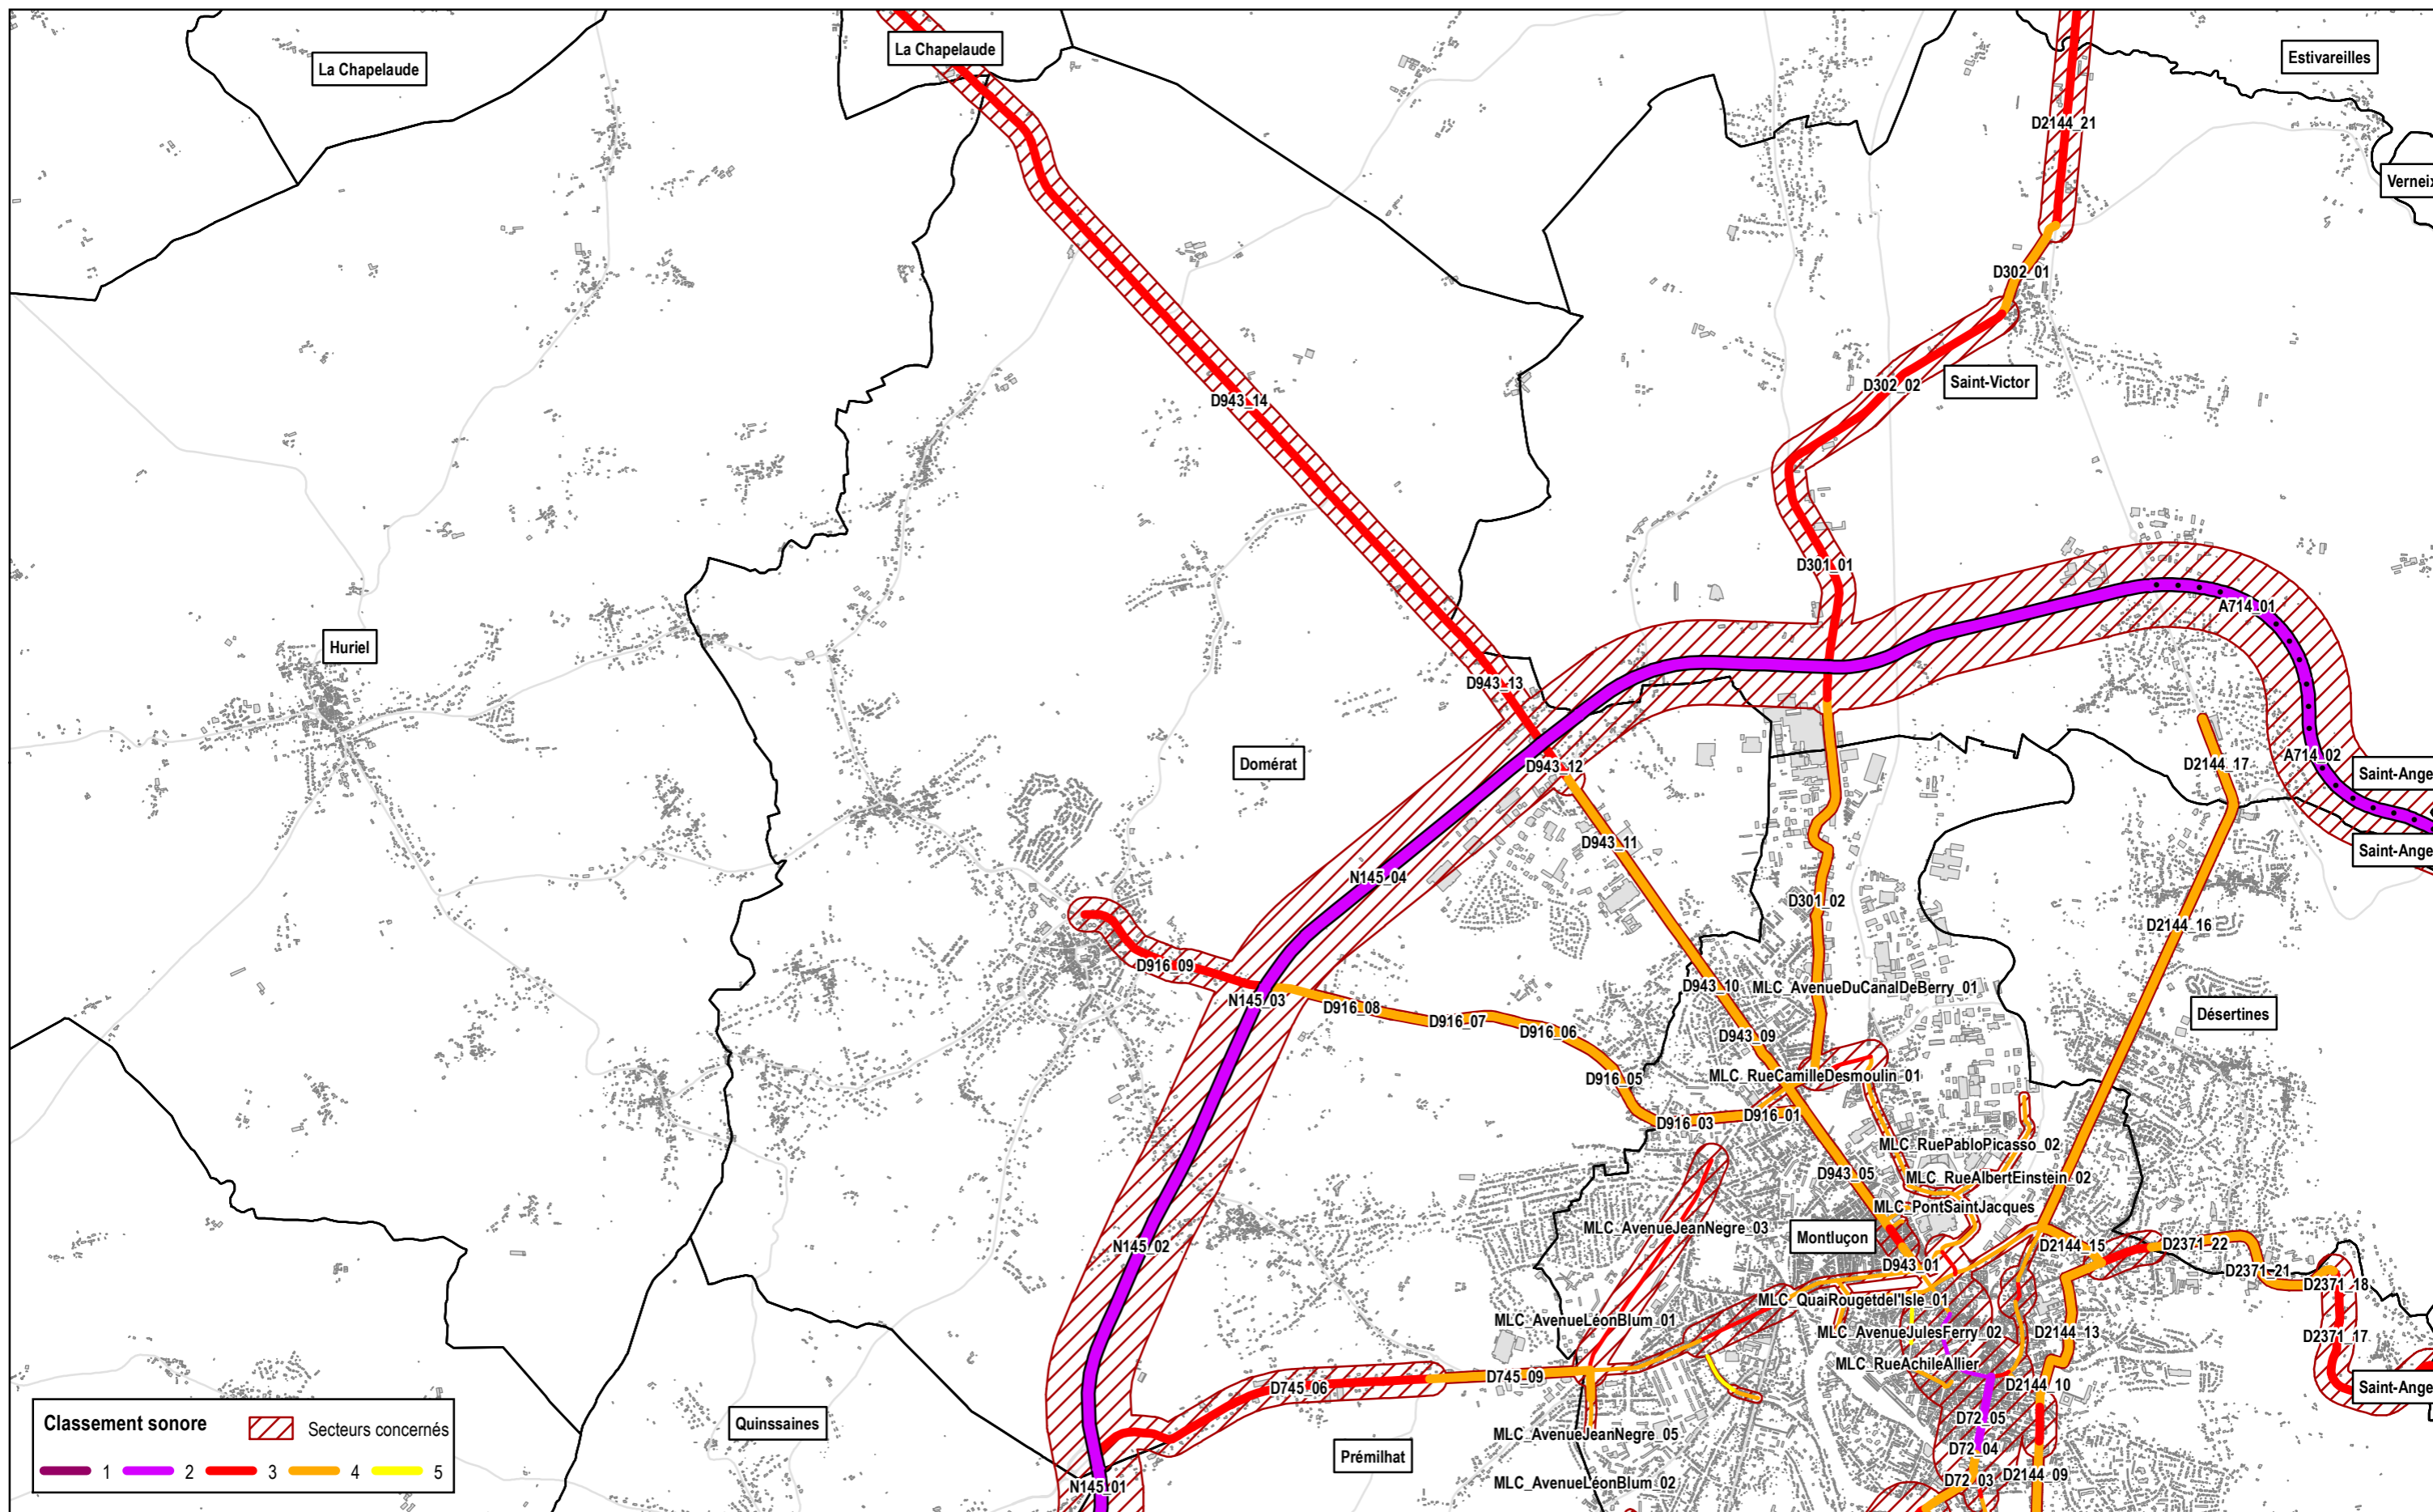 La Chapelaude
La Chapelaude
Estivareilles
D2144_21
D302_01
D943_14
D302_02
Saint-Victor
D301_01
A714_01
Huriel
D943_13
Domérat
D943_12
D2144_17
A714_02
Saint-Ange
D943_11
Saint-Ange
N145_04
D301_02
D2144_16
D916_09
D943_10
MLC_AvenueDuCanalDeBerry_01
N145_03
D916_08
D916_07
D916_06
Désertines
D943_09
D916_05
MLC_RueCamilleDesmoulin_01
D916_03
D916_01
MLC_RuePabloPicasso_02
D943_05
MLC_RueAlbertEinstein_02
MLC_PontSaintJacques
MLC_AvenueJeanNegre_03
Montluçon
N145_02
D2144_15
D2371_22
D943_01
D2371_21
D2371_18
MLC_QuaiRougetdel'Isle_01
MLC_AvenueLéonBlum_01
MLC_AvenueJulesFerry_02
D2144_13
D2371_17
MLC_RueAchileAllier
D745_09
D745_06
D2144_10
Saint-Ange
D72_05
Quinssaines
MLC_AvenueJeanNegre_05
D72_04
Prémilhat
D2144_09
D72_03
MLC_AvenueLéonBlum_02
N145_01
Classement sonore
Secteurs concernés
1 2 3 4 5